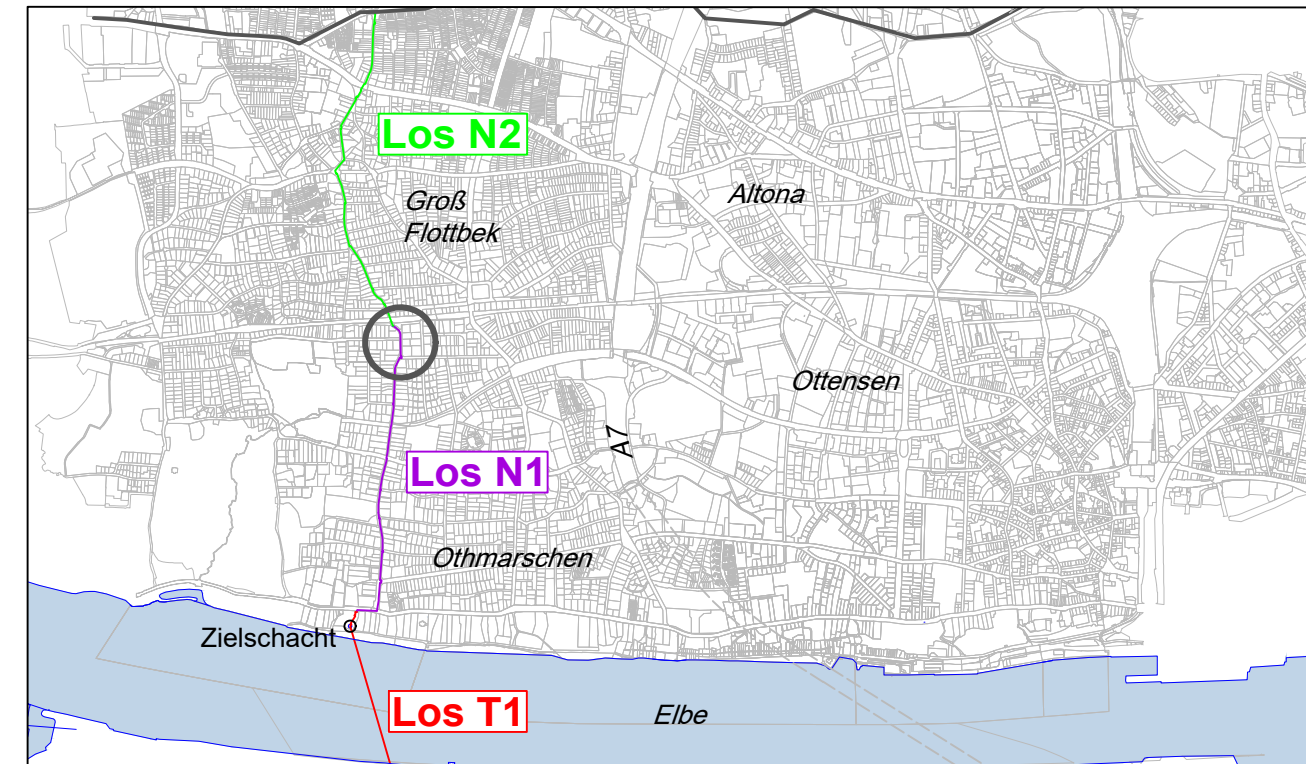 Los N2
Altona
Groß
Flottbek
Ottensen
A7
Los N1
Othmarschen
Zielschacht
Los T1
Elbe